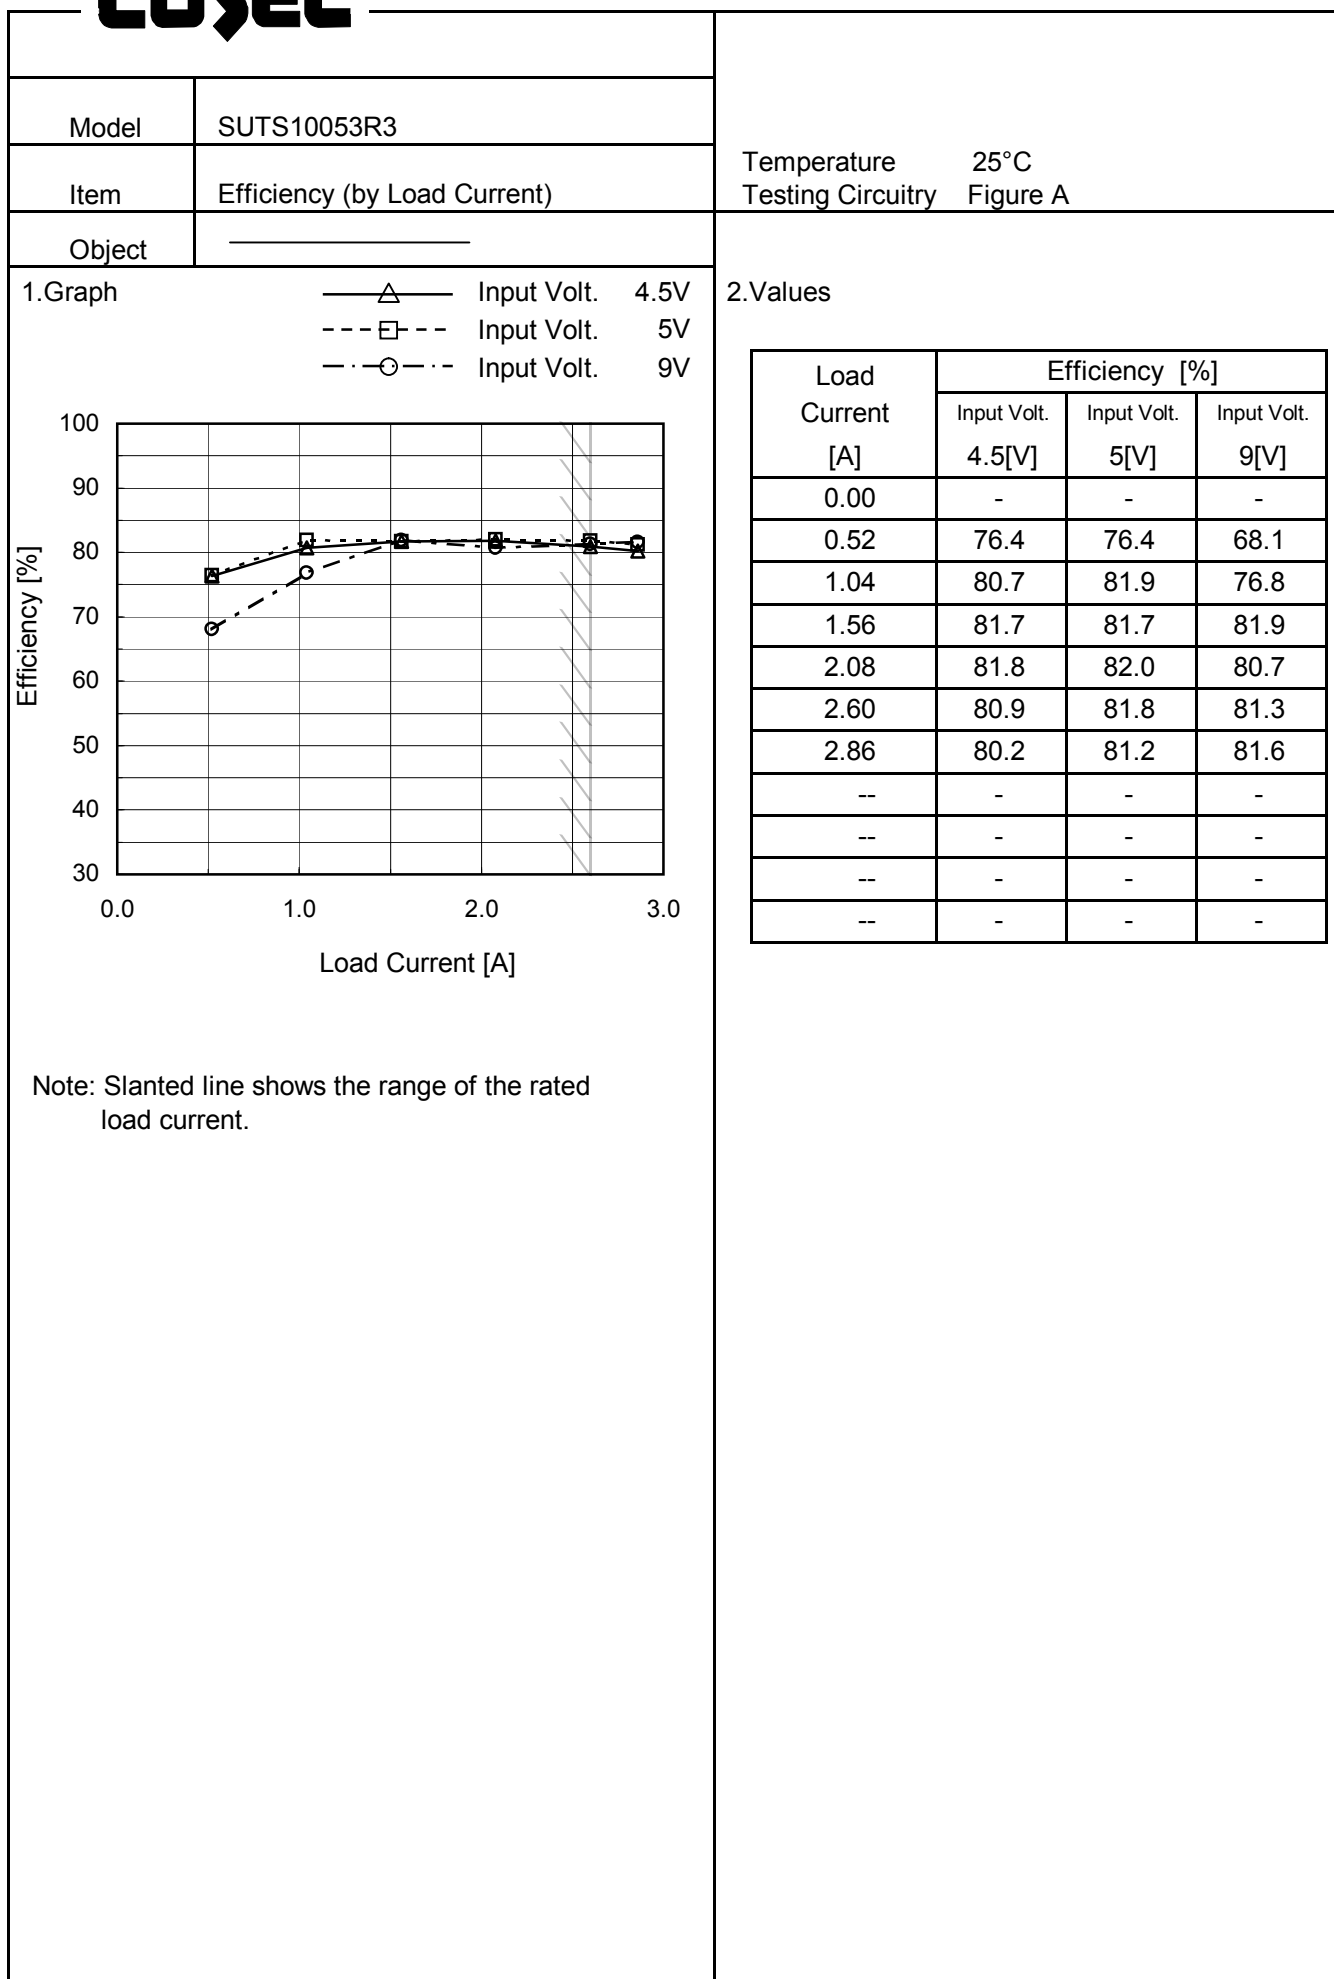 COSEL
Model SUTS10053R3
Item Efficiency (by Load Current)
Object
Temperature 25°C
Testing Circuitry Figure A
1.Graph
Input Volt. 4.5V
Input Volt. 5V
Input Volt. 9V
100
90
80
70
60
50
40
30
Efficiency [%]
0.0 1.0 2.0 3.0
Load Current [A]
Note: Slanted line shows the range of the rated
load current.
2.Values
Load Efficiency [%]
Current Input Volt. Input Volt. Input Volt.
[A] 4.5[V] 5[V] 9[V]
0.00 - - -
0.52 76.4 76.4 68.1
1.04 80.7 81.9 76.8
1.56 81.7 81.7 81.9
2.08 81.8 82.0 80.7
2.60 80.9 81.8 81.3
2.86 80.2 81.2 81.6
-- - - -
-- - - -
-- - - -
-- - - -